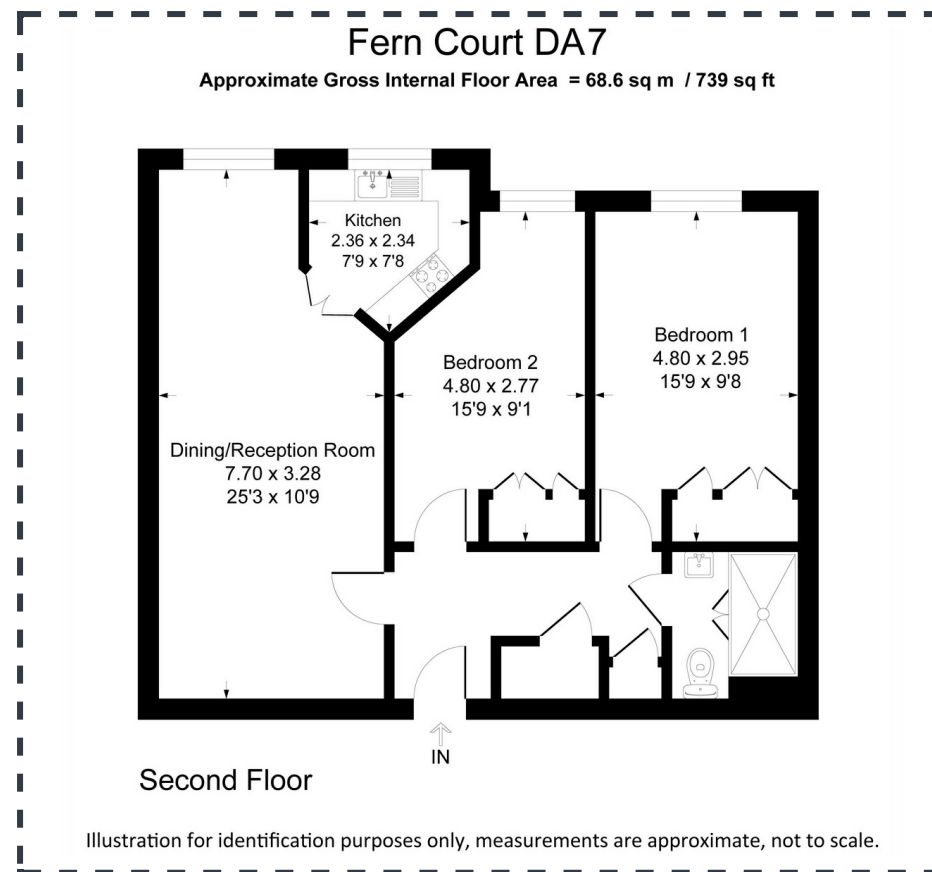 Fern Court DA7
Approximate Gross Internal Floor Area = 68.6 sq m / 739 sq ft
Kitchen
2.36 x 2.34
7'9 x 7'8
Bedroom 1
4.80 x 2.95
15'9 x 9'8
Bedroom 2
4.80 x 2.77
15'9 x 9'1
Dining/Reception Room
7.70 x 3.28
25'3 x 10'9
IN
Second Floor
Illustration for identification purposes only, measurements are approximate, not to scale.